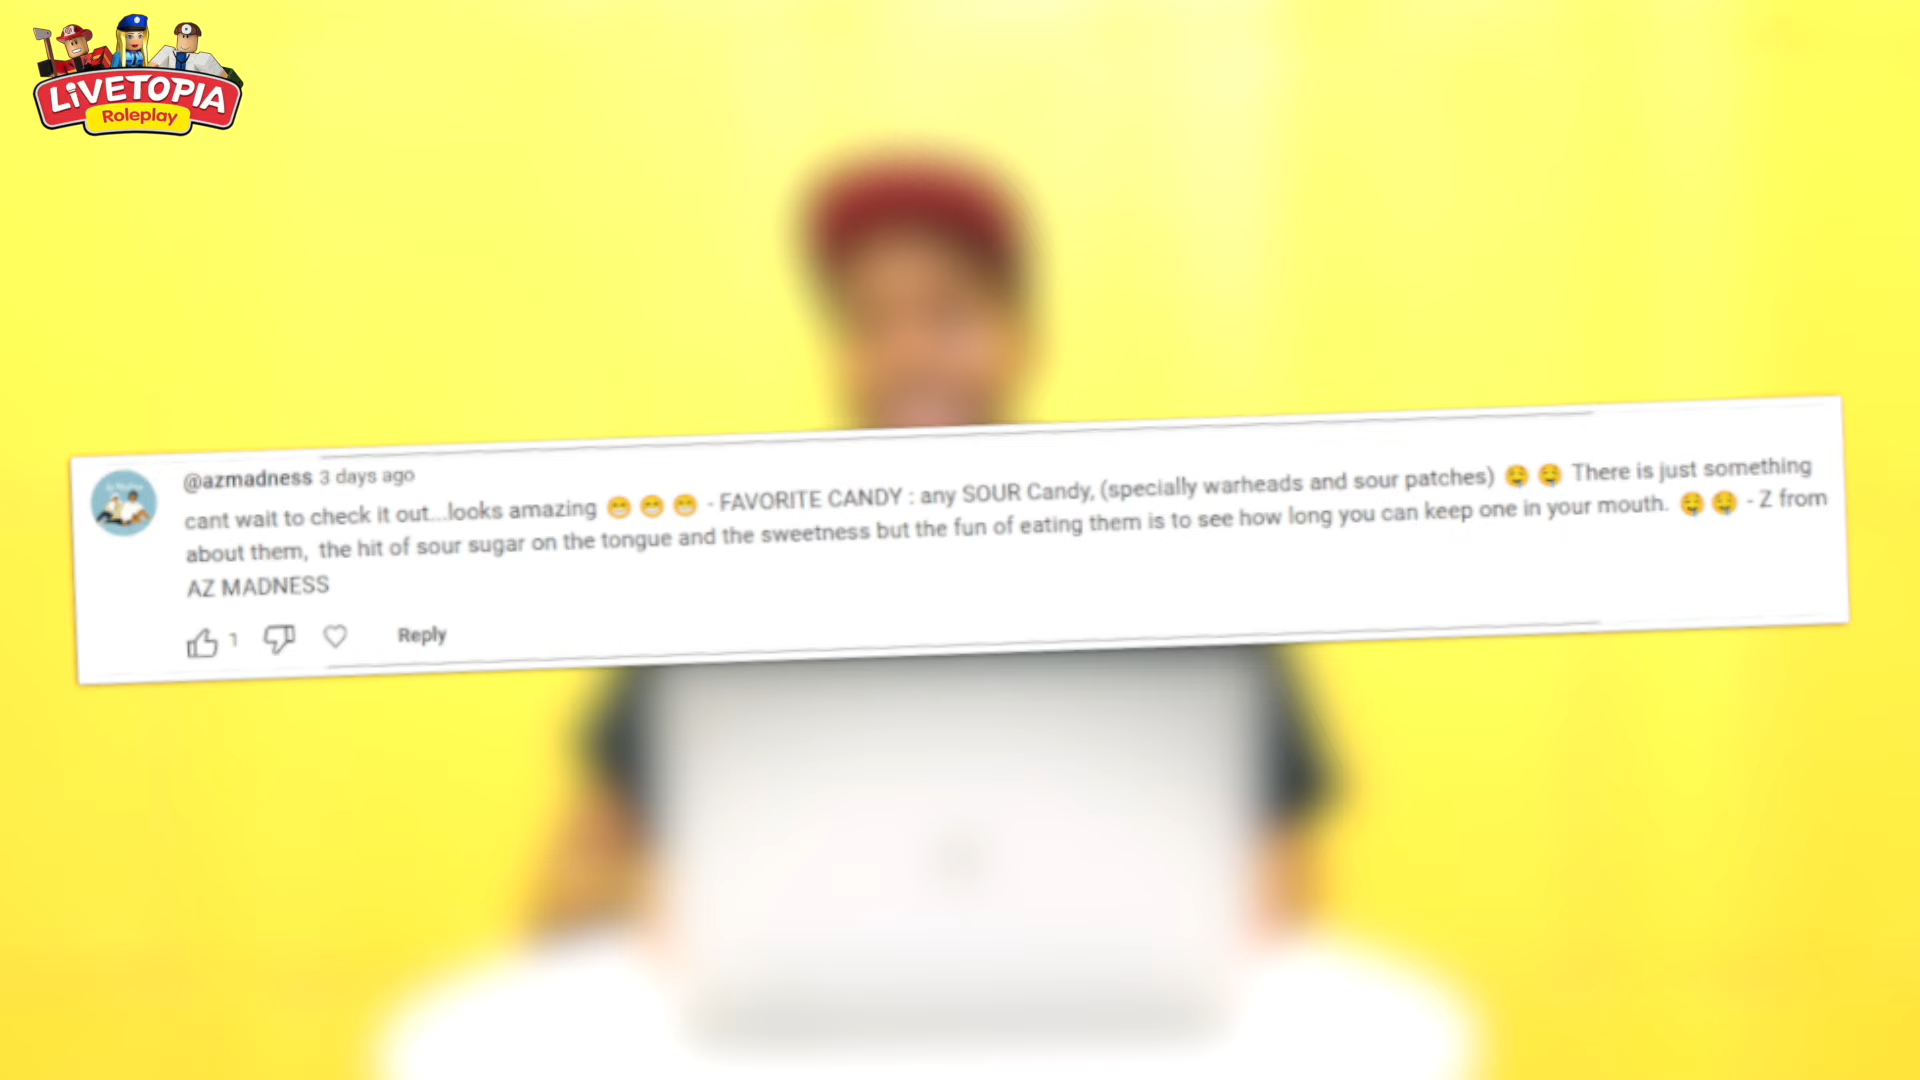 LiVETOPIA
Roleplay
@azmadness 3 days ago
cant wait to check it out...looks amazing 😁 😁 😁 - FAVORITE CANDY : any SOUR Candy, (specially warheads and sour patches) 🤤 🤤 There is just something
about them, the hit of sour sugar on the tongue and the sweetness but the fun of eating them is to see how long you can keep one in your mouth. 🤤 🤤 - Z from
AZ MADNESS
1
Reply